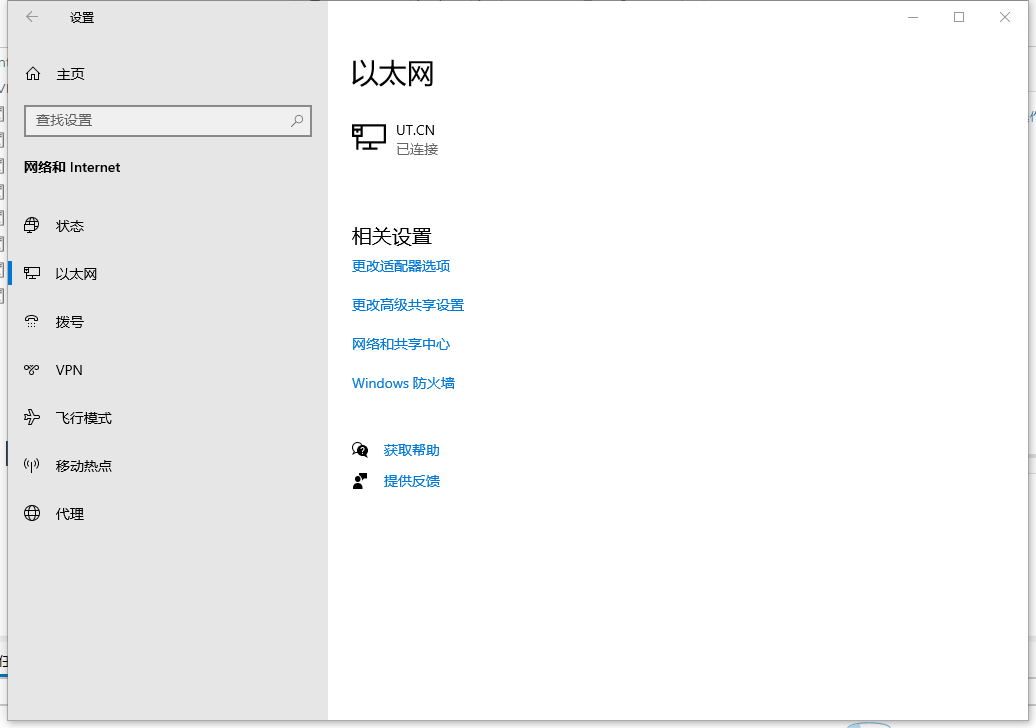 设置
主页
查找设置
网络和 Internet
状态
以太网
拨号
VPN
飞行模式
移动热点
代理
以太网
UT.CN
已连接
相关设置
更改适配器选项
更改高级共享设置
网络和共享中心
Windows 防火墙
获取帮助
提供反馈